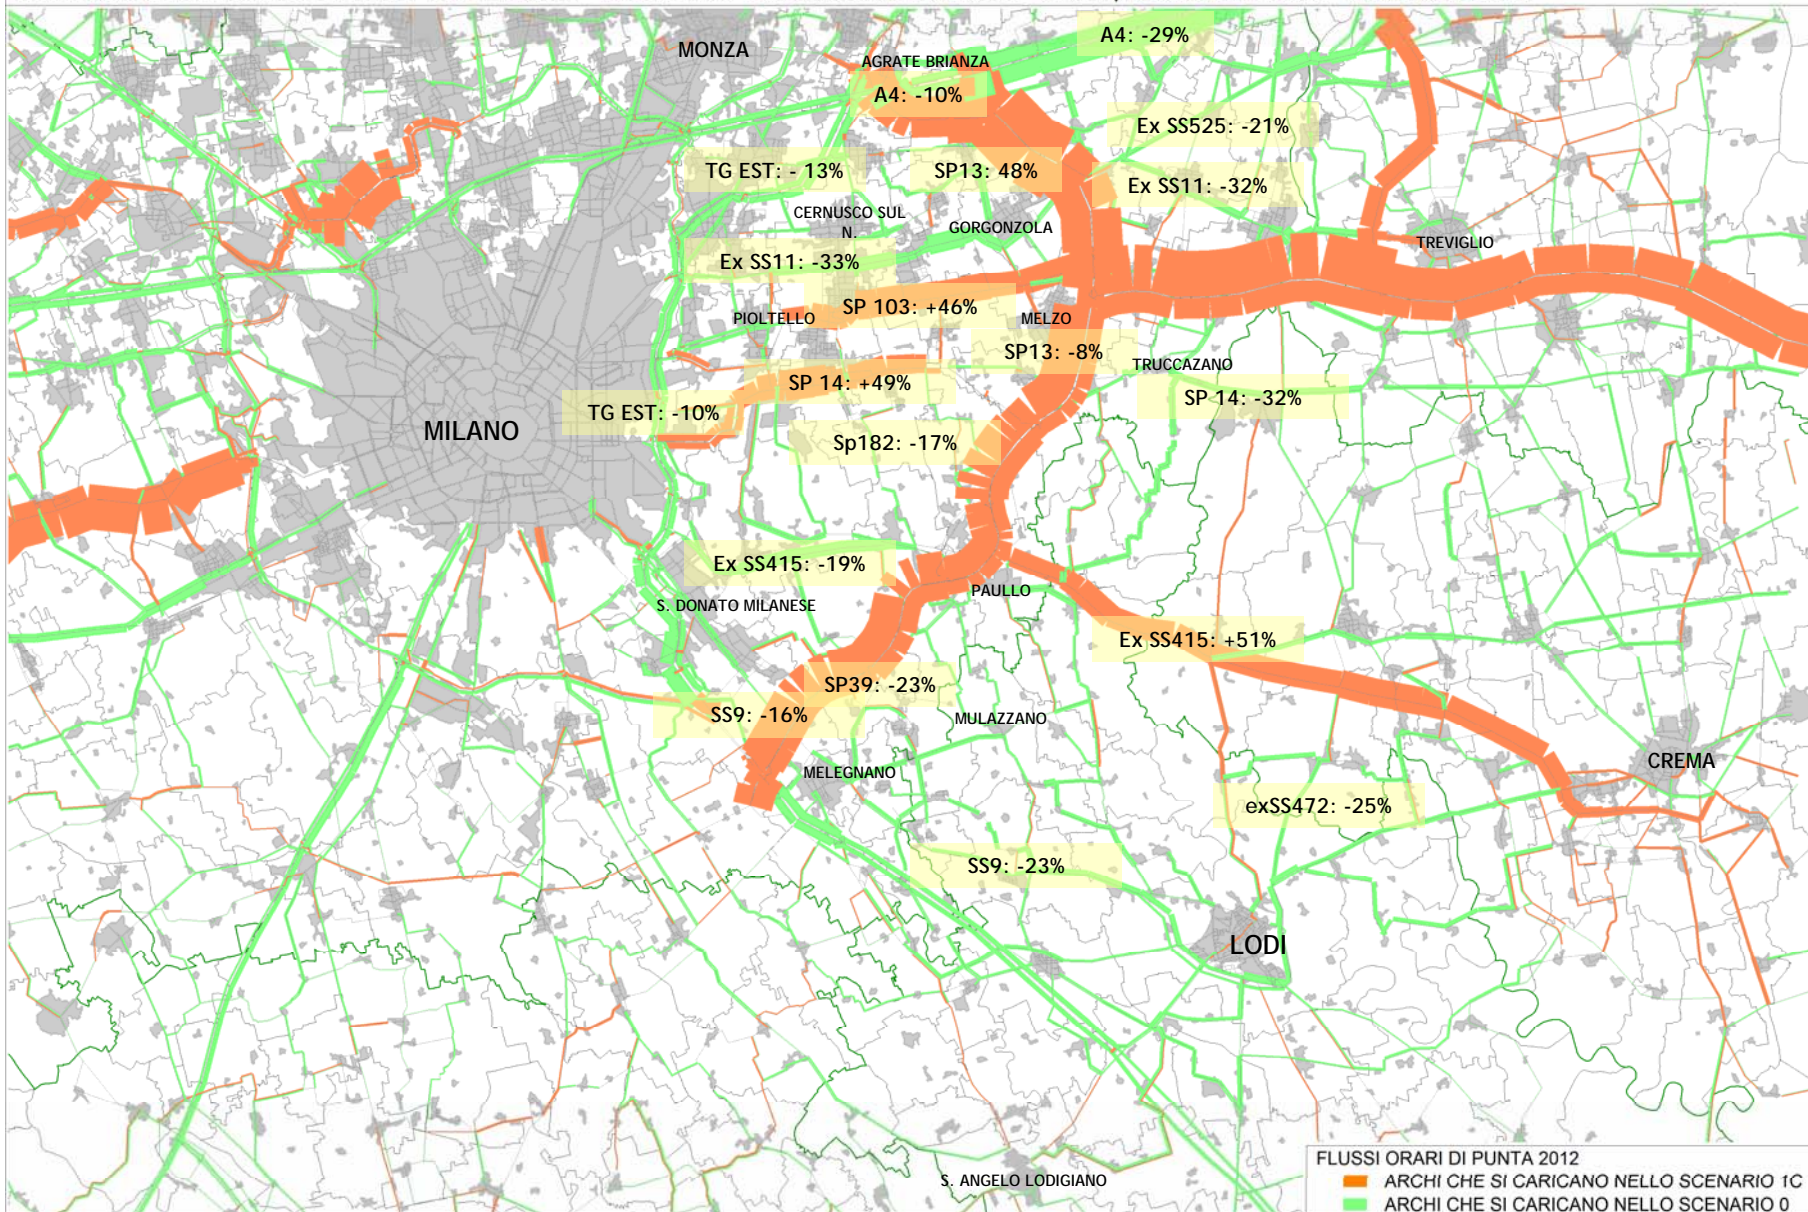 A4: -29%
MONZA
AGRATE BRIANZA
A4: -10%
Ex SS525: -21%
TG EST: - 13%
SP13: 48%
Ex SS11: -32%
CERNUSCO SUL
N.
GORGONZOLA
TREVIGLIO
Ex SS11: -33%
SP 103: +46%
PIOLTELLO
MELZO
SP13: -8%
TRUCCAZANO
SP 14: +49%
SP 14: -32%
TG EST: -10%
MILANO
Sp182: -17%
Ex SS415: -19%
PAULLO
S. DONATO MILANESE
Ex SS415: +51%
SP39: -23%
SS9: -16%
MULAZZANO
CREMA
MELEGNANO
exSS472: -25%
SS9: -23%
LODI
S. ANGELO LODIGIANO
FLUSSI ORARI DI PUNTA 2012
ARCHI CHE SI CARICANO NELLO SCENARIO 1C
ARCHI CHE SI CARICANO NELLO SCENARIO 0